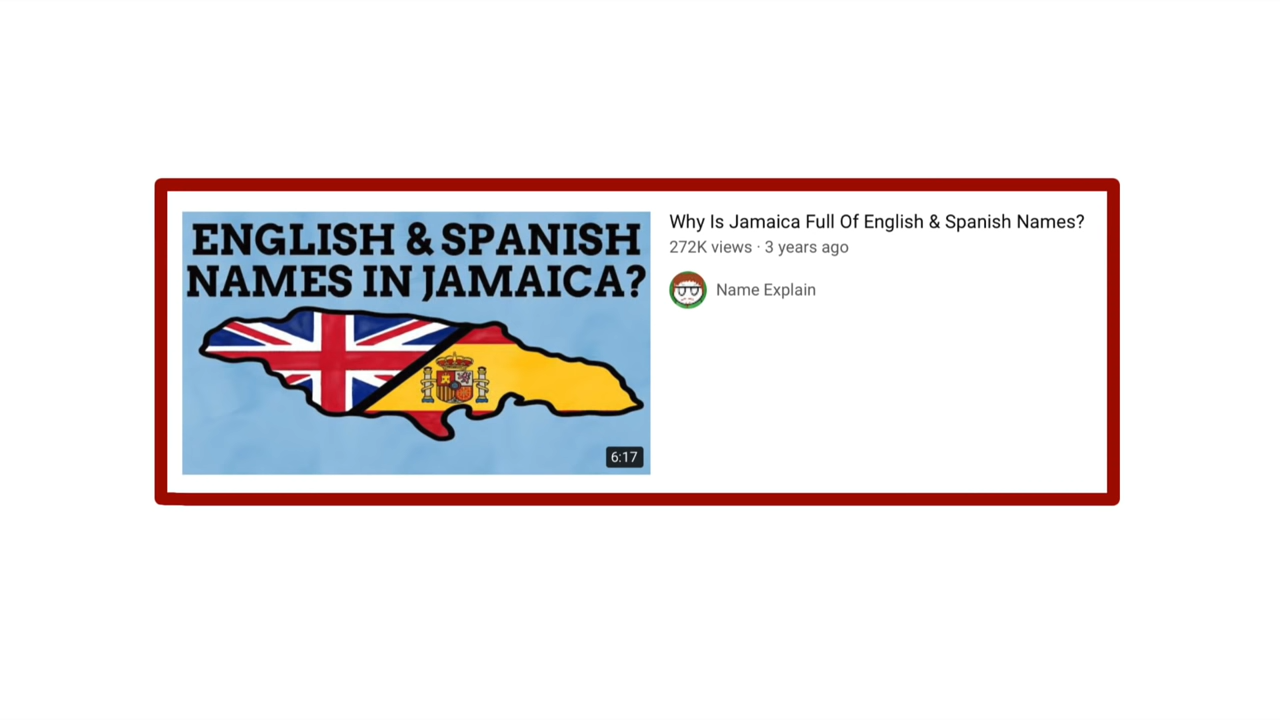 ENGLISH & SPANISH
NAMES IN JAMAICA?
6:17
Why Is Jamaica Full Of English & Spanish Names?
272K views · 3 years ago
Name Explain